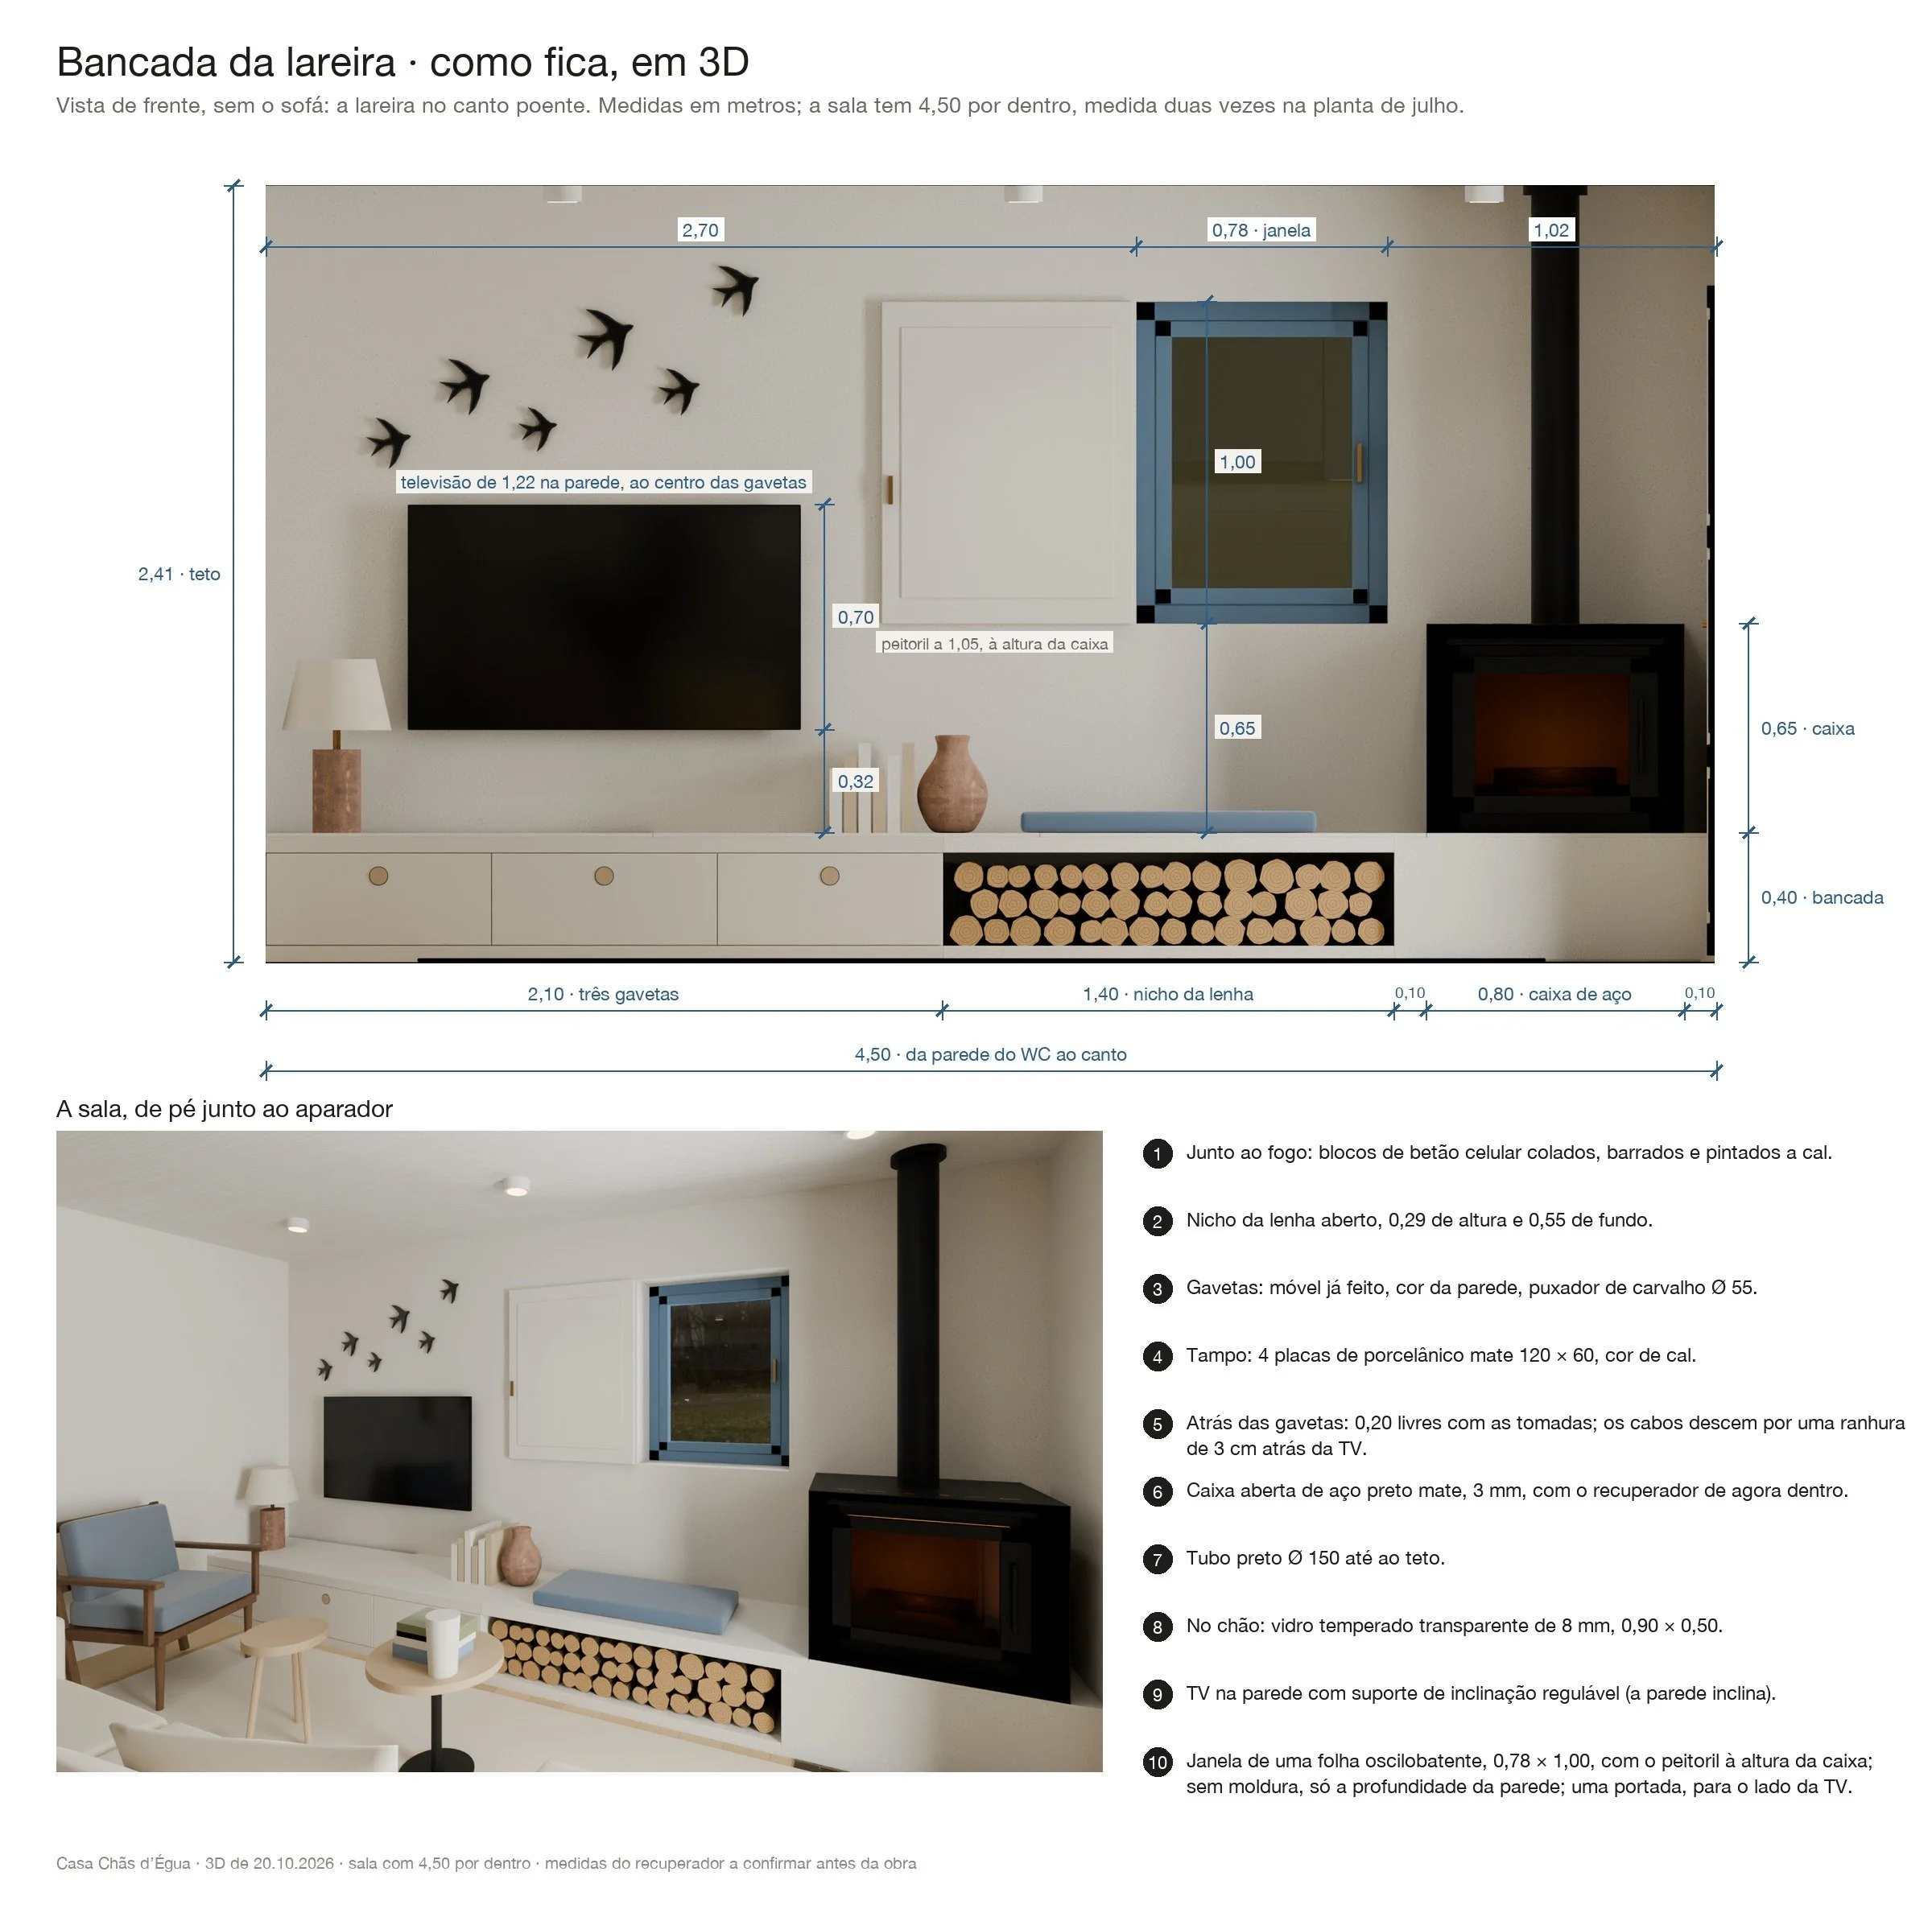 Bancada da lareira · como fica, em 3D
Vista de frente, sem o sofá: a lareira no canto poente. Medidas em metros; a sala tem 4,50 por dentro, medida duas vezes na planta de julho.
2,70
0,78 · janela
1,02
1,00
televisão de 1,22 na parede, ao centro das gavetas
2,41 · teto
0,70
peitoril a 1,05, à altura da caixa
0,65
0,65 · caixa
0,32
0,40 · bancada
2,10 · três gavetas
1,40 · nicho da lenha
0,10
0,80 · caixa de aço
0,10
4,50 · da parede do WC ao canto
A sala, de pé junto ao aparador
1 Junto ao fogo: blocos de betão celular colados, barrados e pintados a cal.
2 Nicho da lenha aberto, 0,29 de altura e 0,55 de fundo.
3 Gavetas: móvel já feito, cor da parede, puxador de carvalho Ø 55.
4 Tampo: 4 placas de porcelânico mate 120 × 60, cor de cal.
5 Atrás das gavetas: 0,20 livres com as tomadas; os cabos descem por uma ranhura
de 3 cm atrás da TV.
6 Caixa aberta de aço preto mate, 3 mm, com o recuperador de agora dentro.
7 Tubo preto Ø 150 até ao teto.
8 No chão: vidro temperado transparente de 8 mm, 0,90 × 0,50.
9 TV na parede com suporte de inclinação regulável (a parede inclina).
10 Janela de uma folha oscilobatente, 0,78 × 1,00, com o peitoril à altura da caixa;
sem moldura, só a profundidade da parede; uma portada, para o lado da TV.
Casa Chãs d’Égua · 3D de 20.10.2026 · sala com 4,50 por dentro · medidas do recuperador a confirmar antes da obra